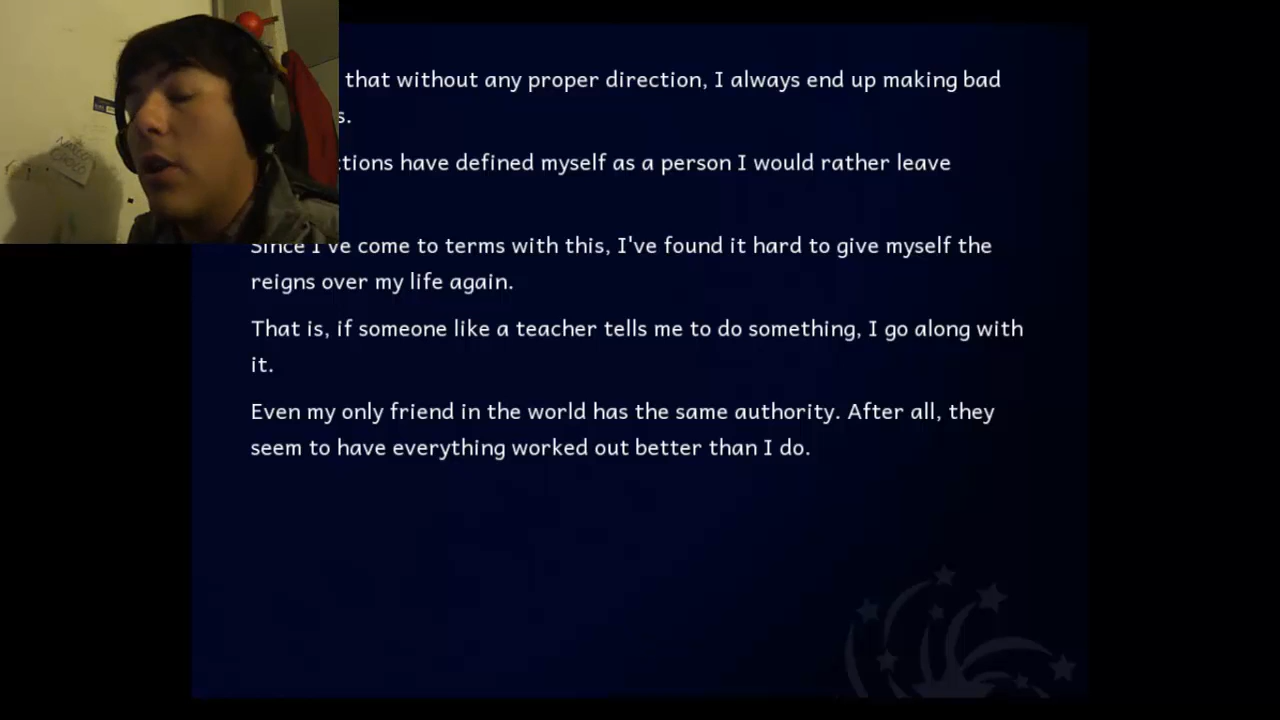 that without any proper direction, I always end up making bad
s.
ctions have defined myself as a person I would rather leave
Since I've come to terms with this, I've found it hard to give myself the
reigns over my life again.
That is, if someone like a teacher tells me to do something, I go along with
it.
Even my only friend in the world has the same authority. After all, they
seem to have everything worked out better than I do.